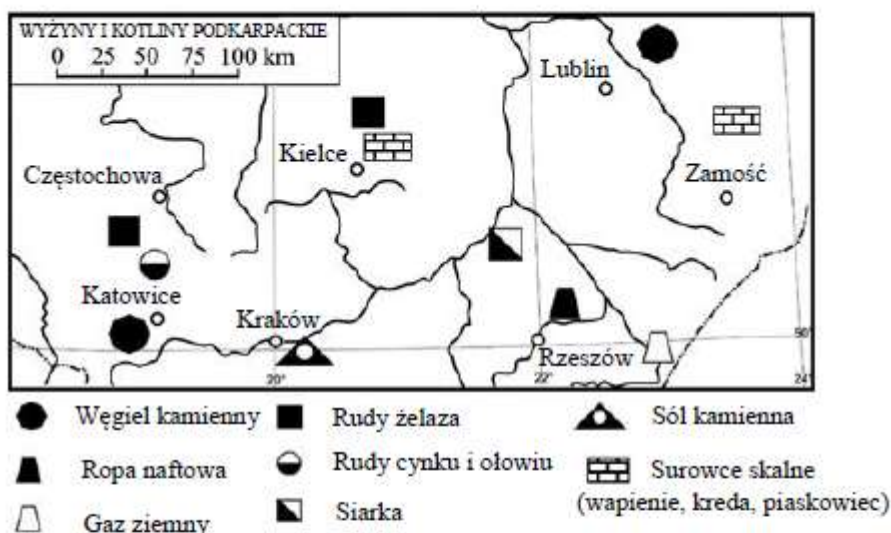 WYŻYNY I KOTLINY PODKARPACKIE
0 25 50 75 100 km
Lublin
Kielce
Częstochowa
Zamość
Katowice
Kraków
Rzeszów
50°
20°
22°
24°
Węgiel kamienny
Rudy żelaza
Sól kamienna
Ropa naftowa
Rudy cynku i ołowiu
Surowce skalne
(wapienie, kreda, piaskowiec)
Gaz ziemny
Siarka